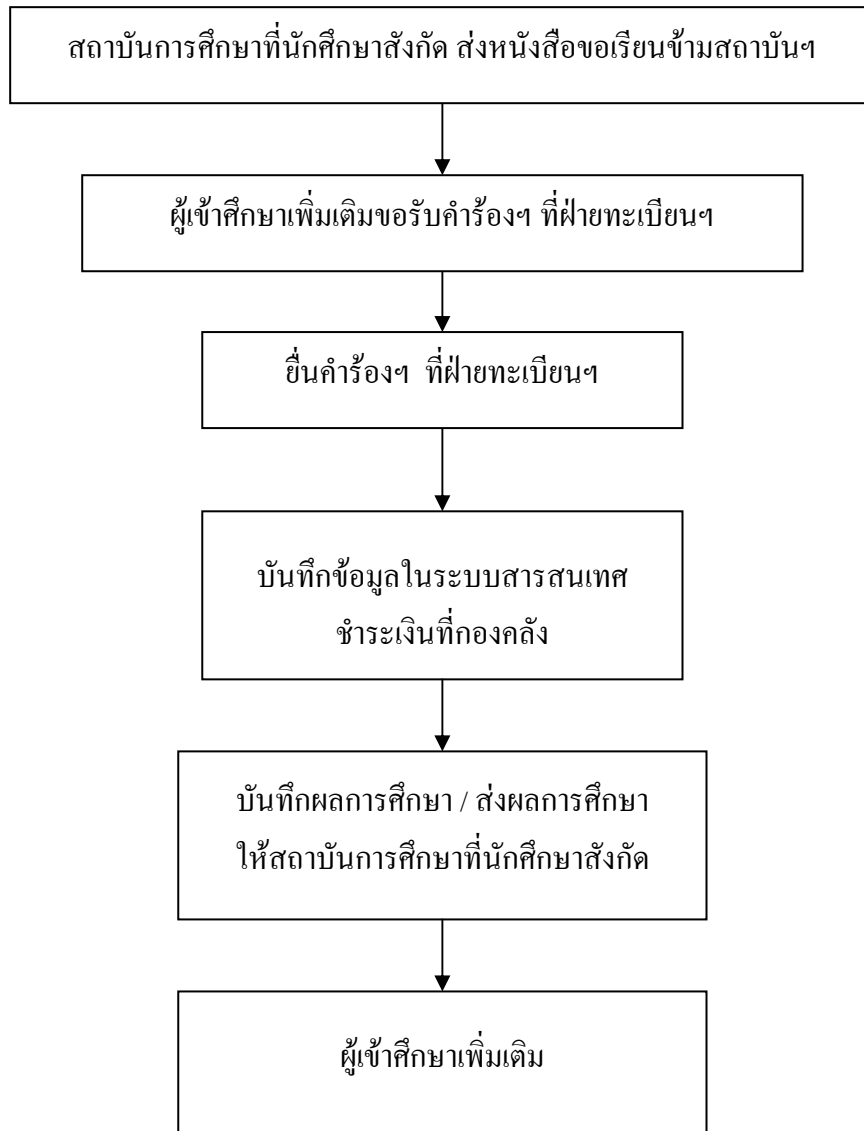 สถาบันการศึกษาที่นักศึกษาสังกัด ส่งหนังสือขอเรียนข้ามสถาบันฯ
ผู้เข้าศึกษาเพิ่มเติมขอรับคำร้องฯ ที่ฝ่ายทะเบียนฯ
ยื่นคำร้องฯ ที่ฝ่ายทะเบียนฯ
บันทึกข้อมูลในระบบสารสนเทศ
ชำระเงินที่กองคลัง
บันทึกผลการศึกษา / ส่งผลการศึกษา
ให้สถาบันการศึกษาที่นักศึกษาสังกัด
ผู้เข้าศึกษาเพิ่มเติม